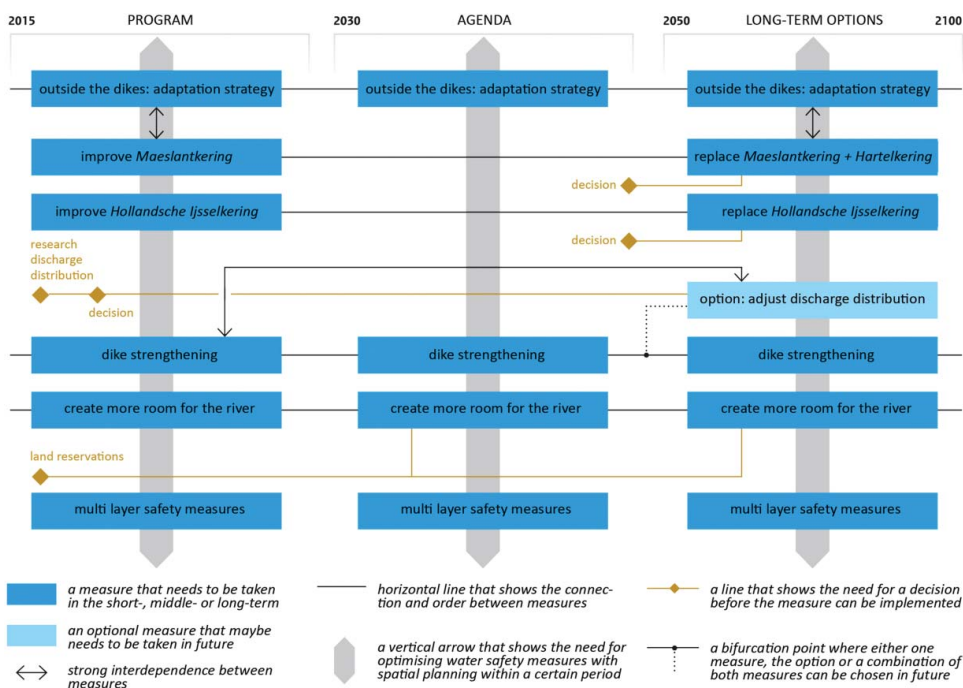 2015 PROGRAM 2030 AGENDA 2050 LONG-TERM OPTIONS 2100
outside the dikes: adaptation strategy outside the dikes: adaptation strategy outside the dikes: adaptation strategy
improve Maeslantkering replace Maeslantkering + Hartelkering
decision
improve Hollandsche Ijsselkering replace Hollandsche Ijsselkering
decision
research
discharge
distribution
decision
option: adjust discharge distribution
dike strengthening dike strengthening dike strengthening
create more room for the river create more room for the river create more room for the river
land reservations
multi layer safety measures multi layer safety measures multi layer safety measures
a measure that needs to be taken
in the short-, middle- or long-term
an optional measure that maybe
needs to be taken in future
strong interdependence between
measures
horizontal line that shows the connec-
tion and order between measures
a vertical arrow that shows the need for
optimising water safety measures with
spatial planning within a certain period
a line that shows the need for a decision
before the measure can be implemented
a bifurcation point where either one
measure, the option or a combination of
both measures can be chosen in future